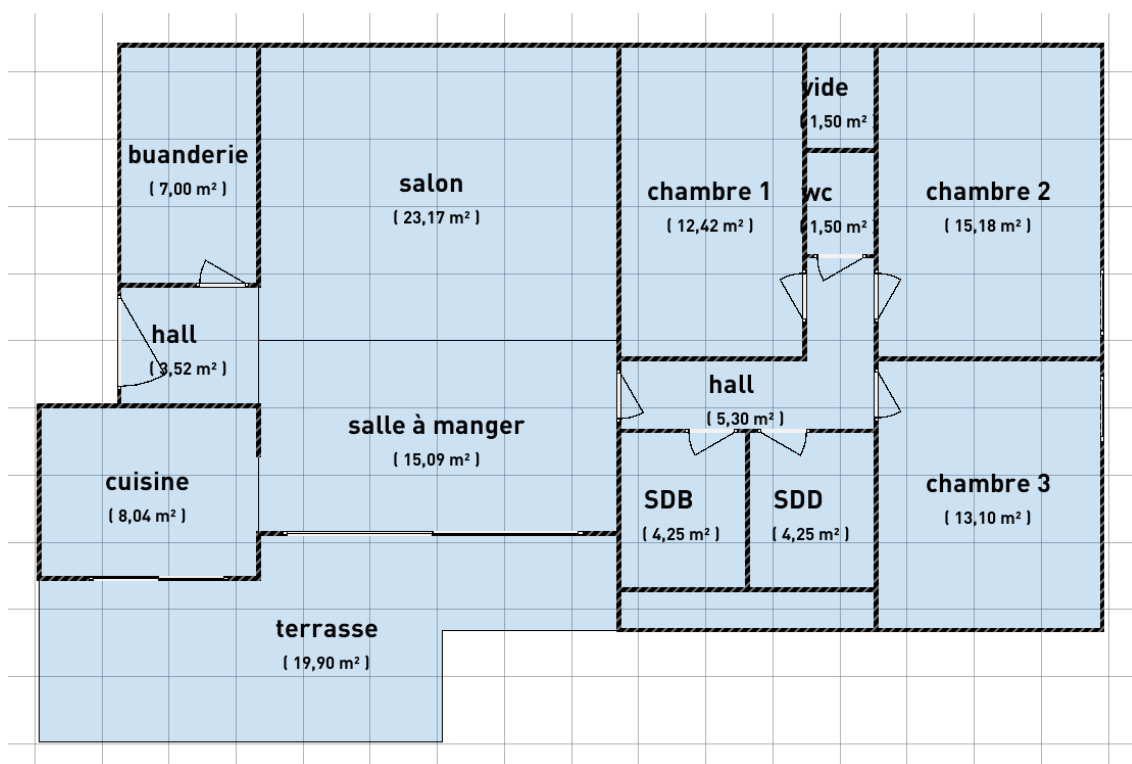 vide
( 1,50 m² )
buanderie
( 7,00 m² )
salon
( 23,17 m² )
chambre 1
( 12,42 m² )
wc
( 1,50 m² )
chambre 2
( 15,18 m² )
hall
( 3,52 m² )
hall
( 5,30 m² )
salle à manger
( 15,09 m² )
cuisine
( 8,04 m² )
SDB
( 4,25 m² )
SDD
( 4,25 m² )
chambre 3
( 13,10 m² )
terrasse
( 19,90 m² )